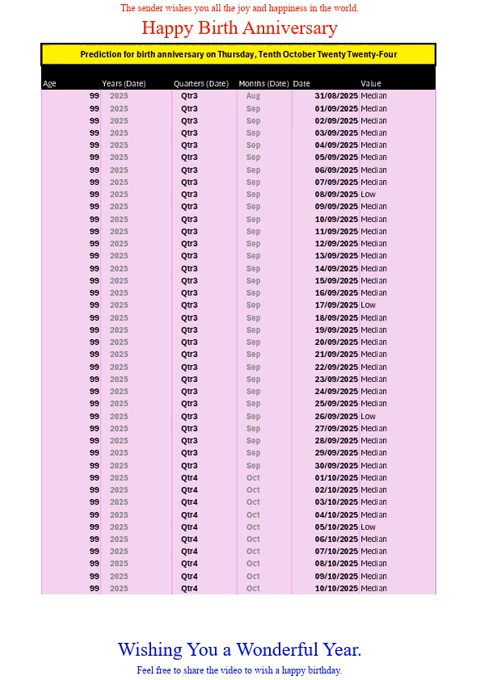 The sender wishes you all the joy and happiness in the world.
Happy Birth Anniversary
Prediction for birth anniversary on Thursday, Tenth October Twenty Twenty-Four
Age Years (Date) Quarters (Date) Months (Date) Date Value
99 2025 Qtr3 Aug 31/08/2025 Median
99 2025 Qtr3 Sep 01/09/2025 Median
99 2025 Qtr3 Sep 02/09/2025 Median
99 2025 Qtr3 Sep 03/09/2025 Median
99 2025 Qtr3 Sep 04/09/2025 Median
99 2025 Qtr3 Sep 05/09/2025 Median
99 2025 Qtr3 Sep 06/09/2025 Median
99 2025 Qtr3 Sep 07/09/2025 Median
99 2025 Qtr3 Sep 08/09/2025 Low
99 2025 Qtr3 Sep 09/09/2025 Median
99 2025 Qtr3 Sep 10/09/2025 Median
99 2025 Qtr3 Sep 11/09/2025 Median
99 2025 Qtr3 Sep 12/09/2025 Median
99 2025 Qtr3 Sep 13/09/2025 Median
99 2025 Qtr3 Sep 14/09/2025 Median
99 2025 Qtr3 Sep 15/09/2025 Median
99 2025 Qtr3 Sep 16/09/2025 Median
99 2025 Qtr3 Sep 17/09/2025 Low
99 2025 Qtr3 Sep 18/09/2025 Median
99 2025 Qtr3 Sep 19/09/2025 Median
99 2025 Qtr3 Sep 20/09/2025 Median
99 2025 Qtr3 Sep 21/09/2025 Median
99 2025 Qtr3 Sep 22/09/2025 Median
99 2025 Qtr3 Sep 23/09/2025 Median
99 2025 Qtr3 Sep 24/09/2025 Median
99 2025 Qtr3 Sep 25/09/2025 Median
99 2025 Qtr3 Sep 26/09/2025 Low
99 2025 Qtr3 Sep 27/09/2025 Median
99 2025 Qtr3 Sep 28/09/2025 Median
99 2025 Qtr3 Sep 29/09/2025 Median
99 2025 Qtr3 Sep 30/09/2025 Median
99 2025 Qtr4 Oct 01/10/2025 Median
99 2025 Qtr4 Oct 02/10/2025 Median
99 2025 Qtr4 Oct 03/10/2025 Median
99 2025 Qtr4 Oct 04/10/2025 Median
99 2025 Qtr4 Oct 05/10/2025 Low
99 2025 Qtr4 Oct 06/10/2025 Median
99 2025 Qtr4 Oct 07/10/2025 Median
99 2025 Qtr4 Oct 08/10/2025 Median
99 2025 Qtr4 Oct 09/10/2025 Median
99 2025 Qtr4 Oct 10/10/2025 Median
Wishing You a Wonderful Year.
Feel free to share the video to wish a happy birthday.